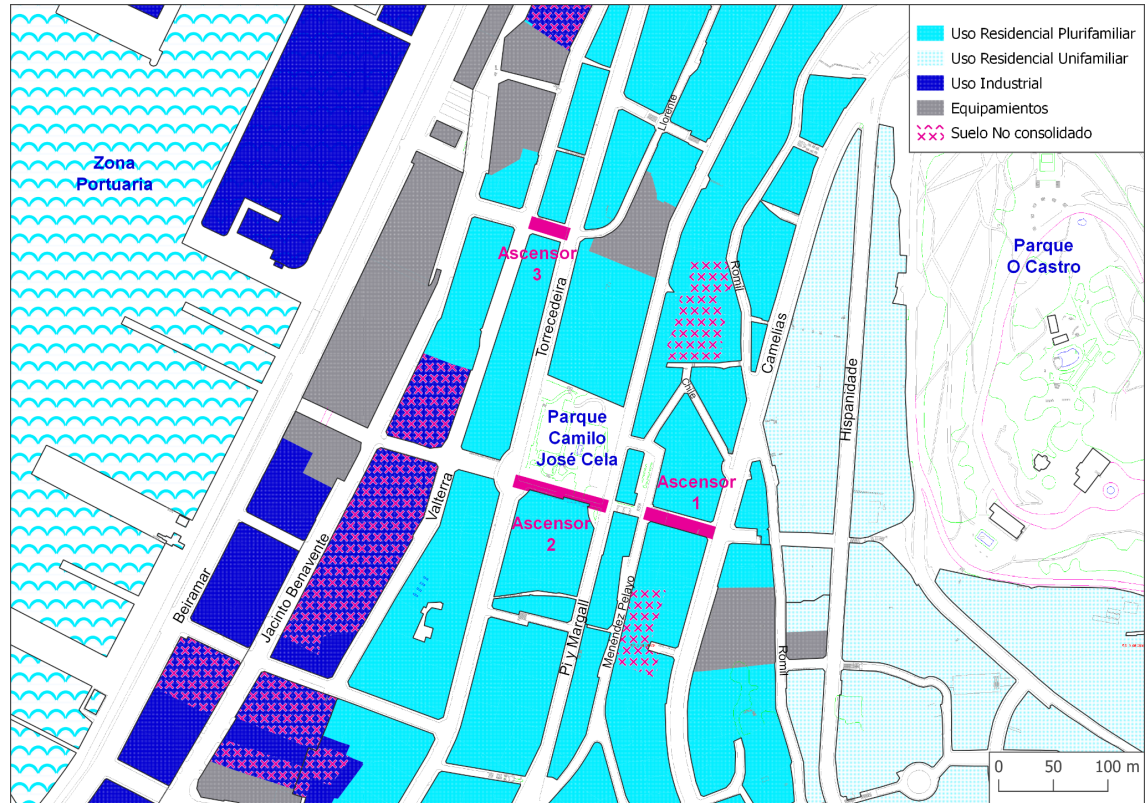 Uso Residencial Plurifamiliar
Uso Residencial Unifamiliar
Uso Industrial
Equipamientos
Suelo No consolidado
Zona
Portuaria
Parque
O Castro
Llorente
Ascensor
3
Romil
Torrecedeira
Camelias
Hispanidade
Chile
Parque
Camilo
José Cela
Ascensor
1
Ascensor
2
Valterra
Beiramar
Jacinto Benavente
Pi y Margall
Menéndez Pelayo
Romil
0 50 100 m